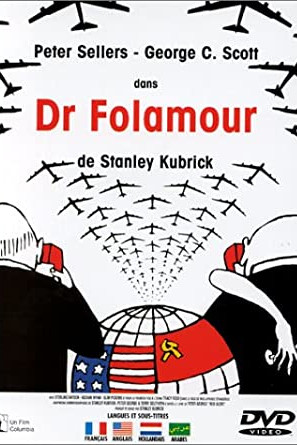 Peter Sellers - George C. Scott
dans
Dr Folamour
de Stanley Kubrick
Un Film
Columbia
LANGUES ET SOUS-TITRES
FRANÇAIS ANGLAIS HOLLANDAIS ARABES
DVD
VIDEO